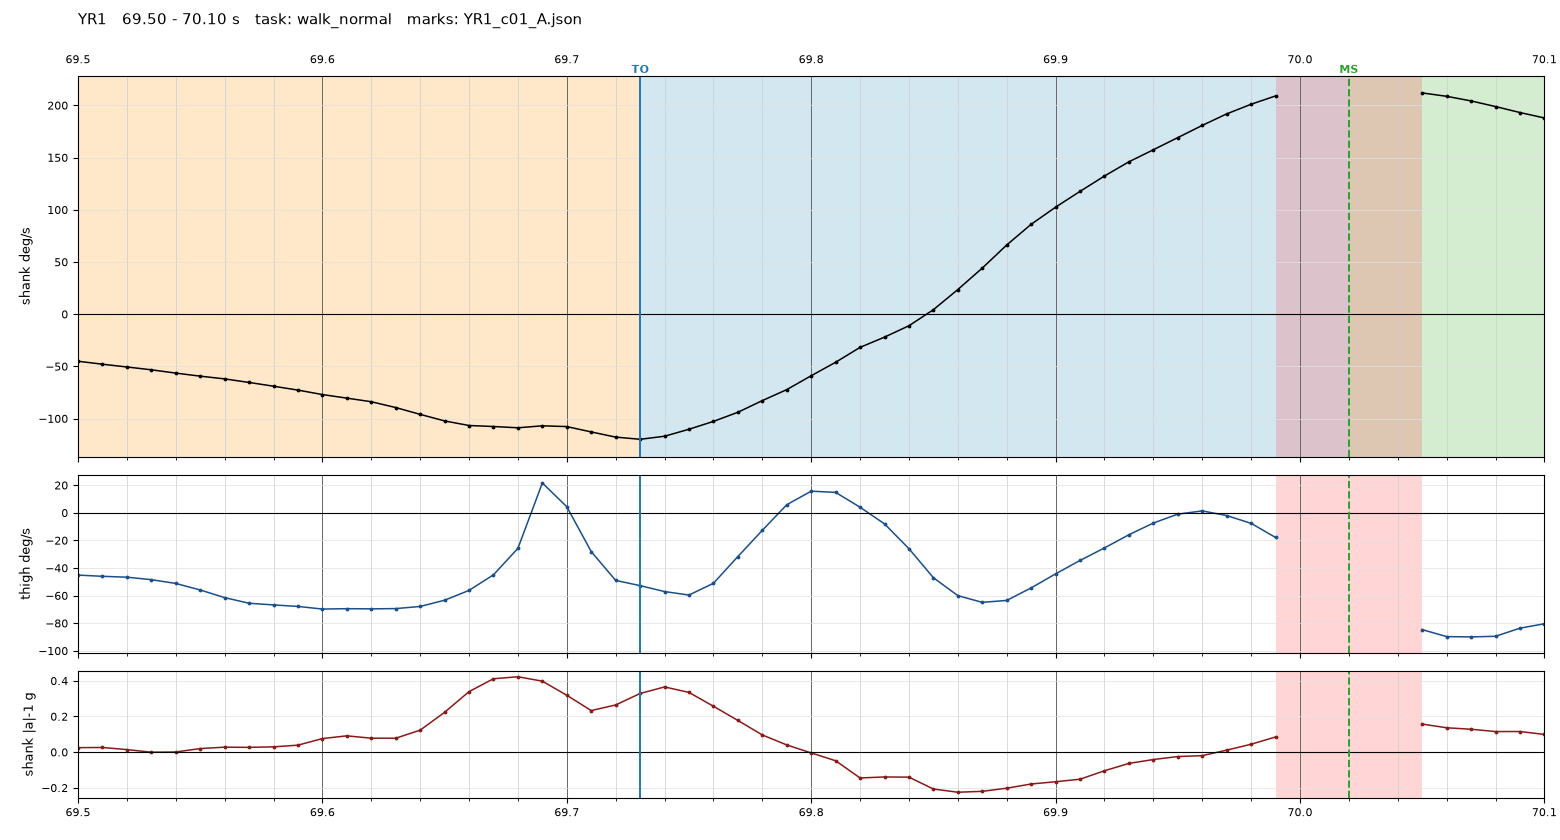 YR1 69.50 - 70.10 s task: walk_normal marks: YR1_c01_A.json
69.5 69.6 69.7 69.8 69.9 70.0 70.1
TO MS
shank deg/s
200
150
100
50
0
−50
−100
thigh deg/s
20
0
−20
−40
−60
−80
−100
shank |a|-1 g
0.4
0.2
0.0
−0.2
69.5 69.6 69.7 69.8 69.9 70.0 70.1